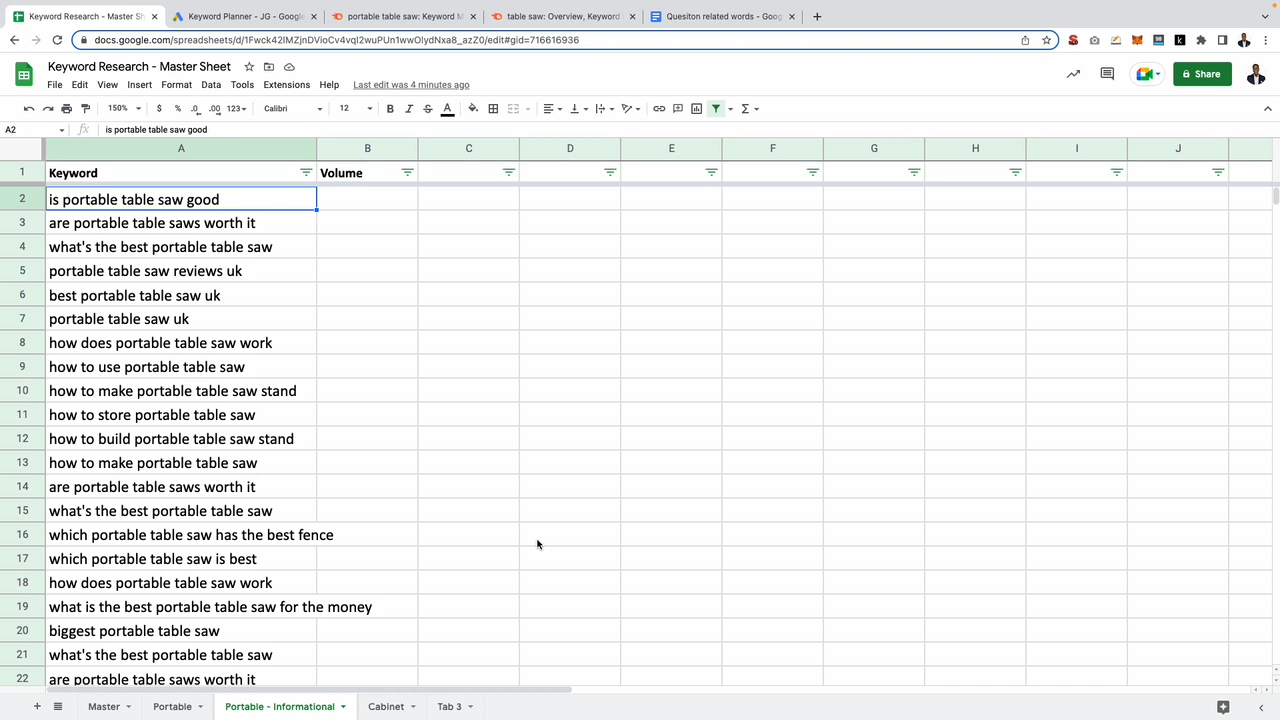 Keyword Research - Master Sh
Keyword Planner - JG - Google
portable table saw: Keyword M
table saw: Overview, Keyword
Quesiton related words - Goog
docs.google.com/spreadsheets/d/1Fwck42lMZjnDVioCv4vqI2wuPUn1wwOlydNxa8_azZ0/edit#gid=716616936
Keyword Research - Master Sheet
File Edit View Insert Format Data Tools Extensions Help Last edit was 4 minutes ago
Share
150% $ % .0 .00 123 Calibri 12 B I S A
A2 fx is portable table saw good
A B C D E F G H I J
1 Keyword Volume
2 is portable table saw good
3 are portable table saws worth it
4 what's the best portable table saw
5 portable table saw reviews uk
6 best portable table saw uk
7 portable table saw uk
8 how does portable table saw work
9 how to use portable table saw
10 how to make portable table saw stand
11 how to store portable table saw
12 how to build portable table saw stand
13 how to make portable table saw
14 are portable table saws worth it
15 what's the best portable table saw
16 which portable table saw has the best fence
17 which portable table saw is best
18 how does portable table saw work
19 what is the best portable table saw for the money
20 biggest portable table saw
21 what's the best portable table saw
22 are portable table saws worth it
Master Portable Portable - Informational Cabinet Tab 3